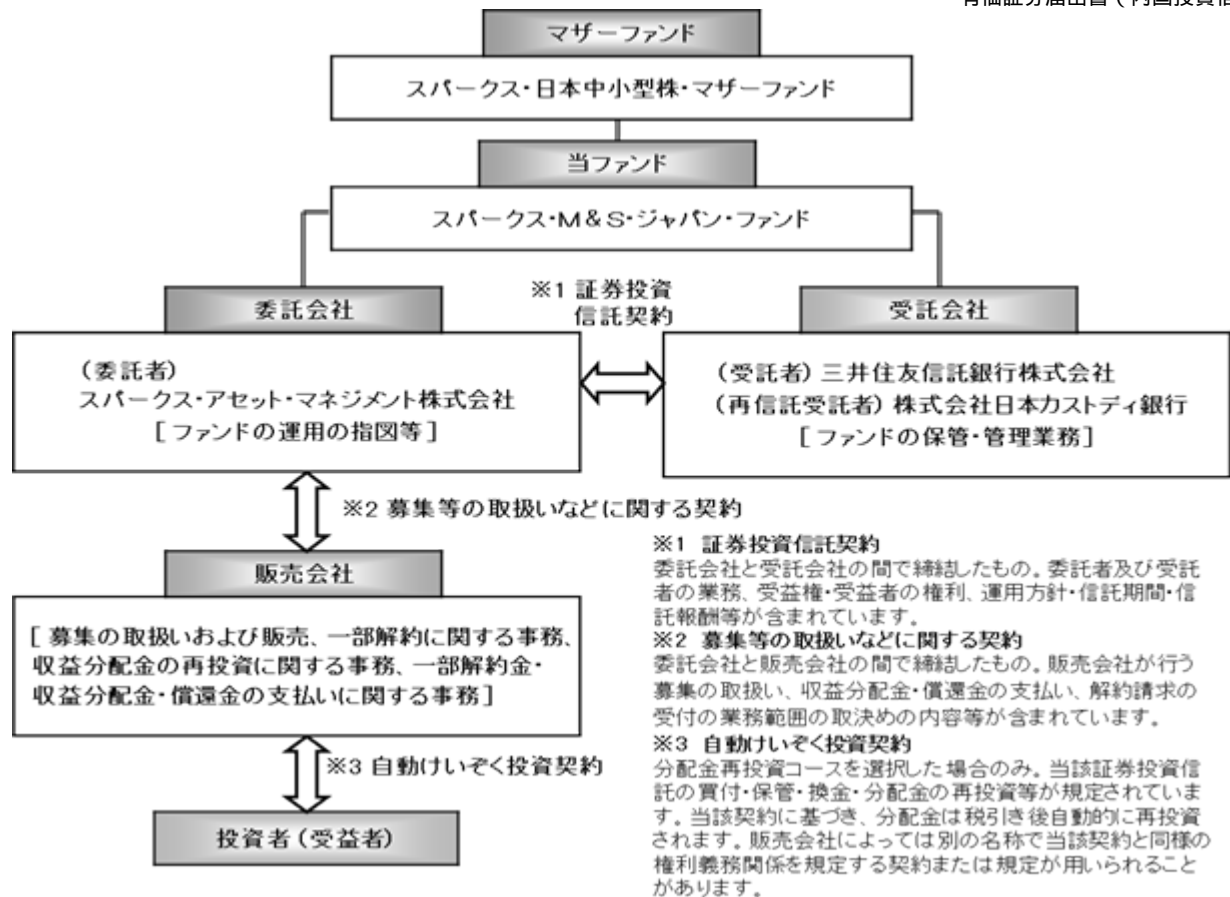 マザーファンド
スパークス・日本中小型株・マザーファンド
当ファンド
スパークス・M&S・ジャパン・ファンド
※1 証券投資
信託契約
委託会社
(委託者)
スパークス・アセット・マネジメント株式会社
[ファンドの運用の指図等]
受託会社
(受託者) 三井住友信託銀行株式会社
(再信託受託者) 株式会社日本カストディ銀行
[ファンドの保管・管理業務]
※2 募集等の取扱いなどに関する契約
販売会社
[募集の取扱いおよび販売、一部解約に関する事務、
収益分配金の再投資に関する事務、一部解約金・
収益分配金・償還金の支払いに関する事務]
※3 自動けいぞく投資契約
投資者(受益者)
※1 証券投資信託契約
委託会社と受託会社の間で締結したもの。委託者及び受託
者の業務、受益権・受益者の権利、運用方針・信託期間・信
託報酬等が含まれています。
※2 募集等の取扱いなどに関する契約
委託会社と販売会社の間で締結したもの。販売会社が行う
募集の取扱い、収益分配金・償還金の支払い、解約請求の
受付の業務範囲の取決めの内容等が含まれています。
※3 自動けいぞく投資契約
分配金再投資コースを選択した場合のみ。当該証券投資信
託の買付・保管・換金・分配金の再投資等が規定されていま
す。当該契約に基づき、分配金は税引き後自動的に再投資
されます。販売会社によっては別の名称で当該契約と同様の
権利義務関係を規定する契約または規定が用いられること
があります。